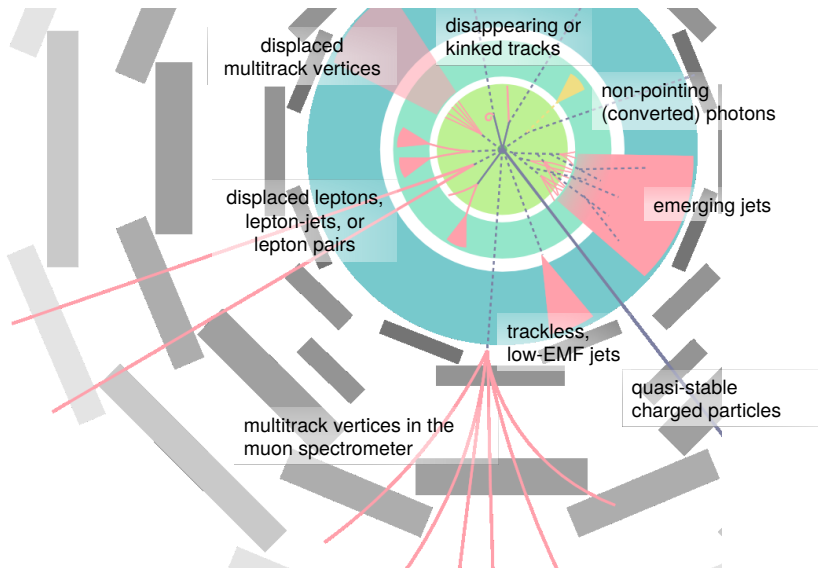 disappearing or
kinked tracks
displaced
multitrack vertices
non-pointing
(converted) photons
displaced leptons,
lepton-jets, or
lepton pairs
emerging jets
trackless,
low-EMF jets
quasi-stable
charged particles
multitrack vertices in the
muon spectrometer